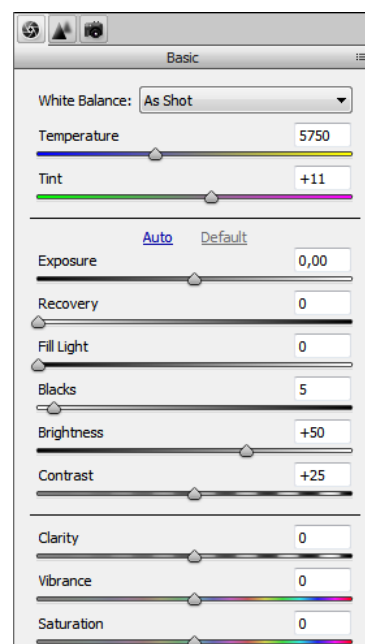 Basic
White Balance: As Shot
Temperature 5750
Tint +11
Auto Default
Exposure 0,00
Recovery 0
Fill Light 0
Blacks 5
Brightness +50
Contrast +25
Clarity 0
Vibrance 0
Saturation 0